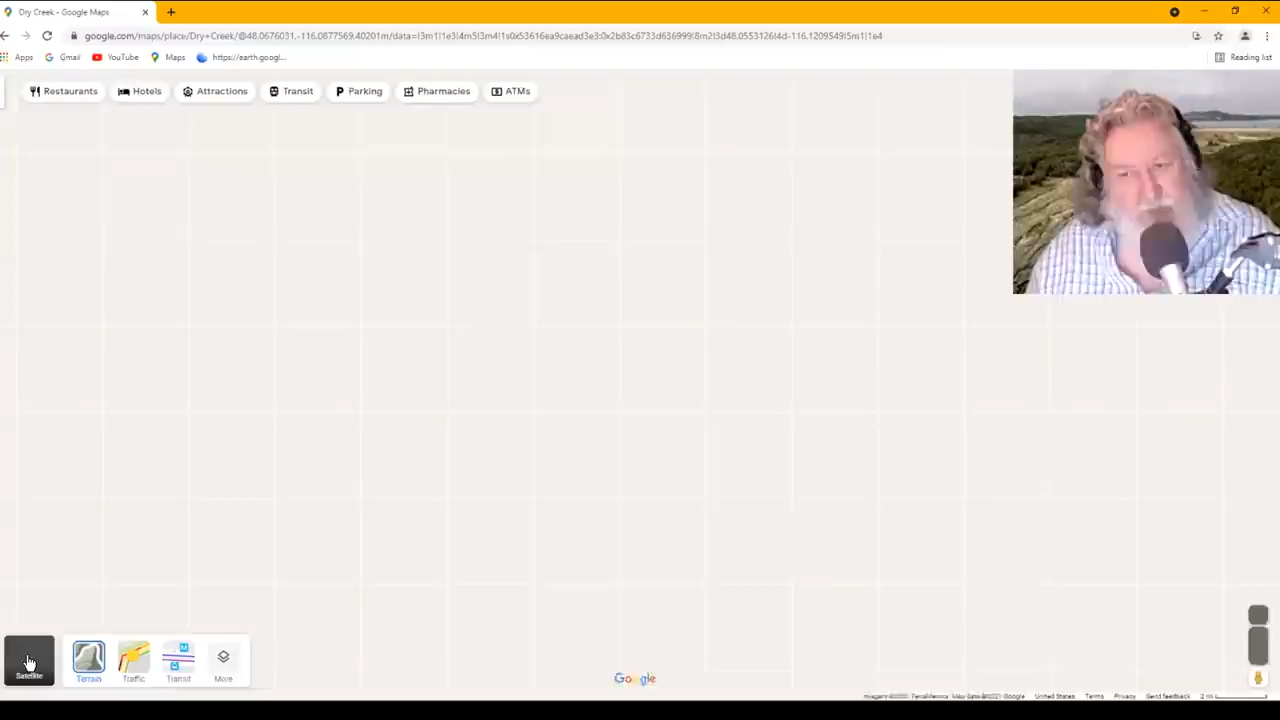 Dry Creek - Google Maps
google.com/maps/place/Dry+Creek/@48.0676031,-116.0877569,40201m/data=!3m1!1e3!4m5!3m4!1s0x53616ea9caead3e3:0x2b83c6733d636999!8m2!3d48.0553126!4d-116.1209549!5m1!1e4
Apps Gmail YouTube Maps https://earth.googl... Reading list
Restaurants Hotels Attractions Transit Parking Pharmacies ATMs
Satellite Terrain Traffic Transit More
Google
Google United States Terms Privacy Send feedback 2 mi